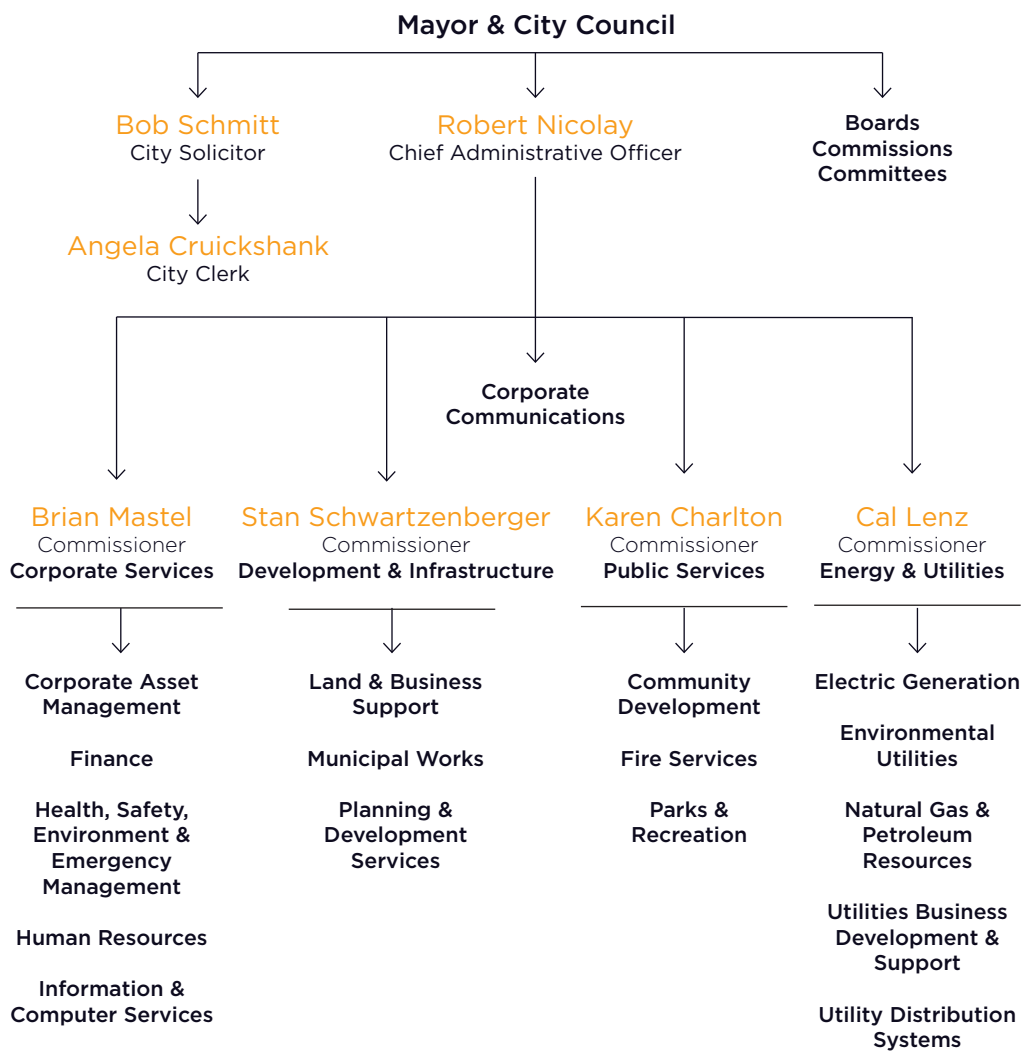 Mayor & City Council
Bob Schmitt
City Solicitor
Robert Nicolay
Chief Administrative Officer
Boards
Commissions
Committees
Angela Cruickshank
City Clerk
Corporate
Communications
Brian Mastel
Commissioner
Corporate Services
Stan Schwartzenberger
Commissioner
Development & Infrastructure
Karen Charlton
Commissioner
Public Services
Cal Lenz
Commissioner
Energy & Utilities
Corporate Asset
Management
Finance
Health, Safety,
Environment &
Emergency
Management
Human Resources
Information &
Computer Services
Land & Business
Support
Municipal Works
Planning &
Development
Services
Community
Development
Fire Services
Parks &
Recreation
Electric Generation
Environmental
Utilities
Natural Gas &
Petroleum
Resources
Utilities Business
Development &
Support
Utility Distribution
Systems